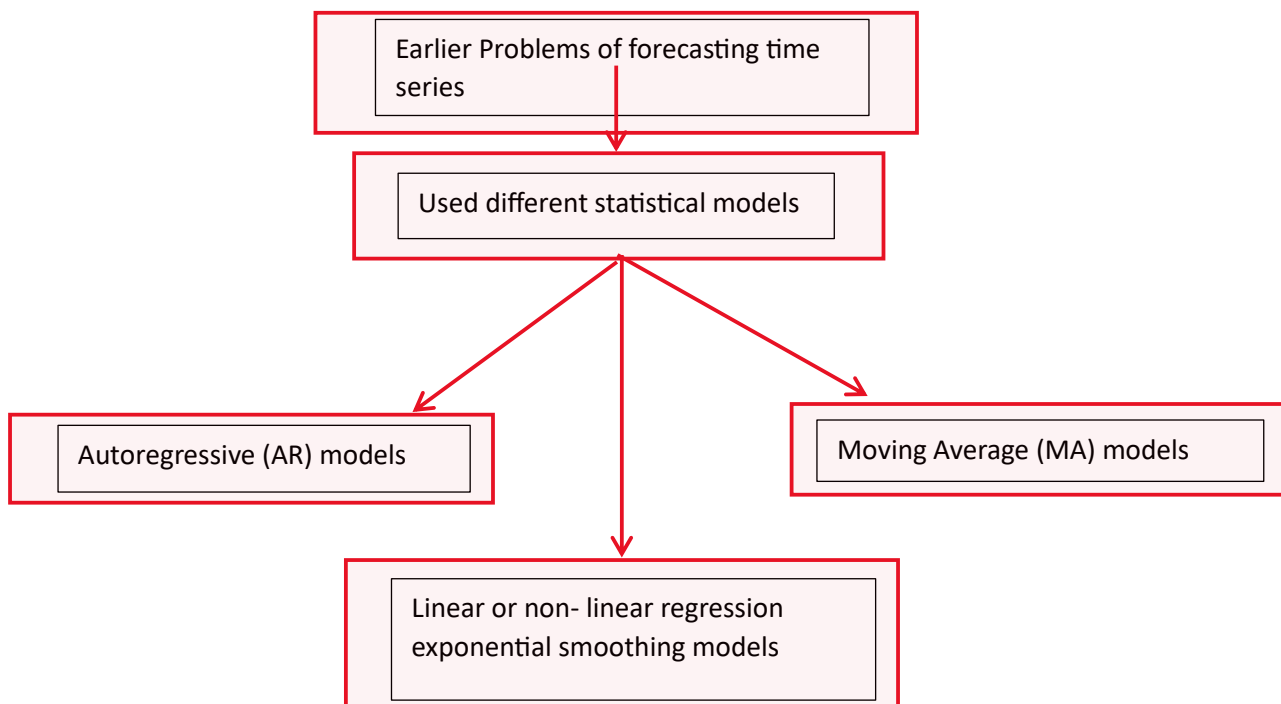 Earlier Problems of forecasting time
series
Used different statistical models
Autoregressive (AR) models
Moving Average (MA) models
Linear or non- linear regression
exponential smoothing models